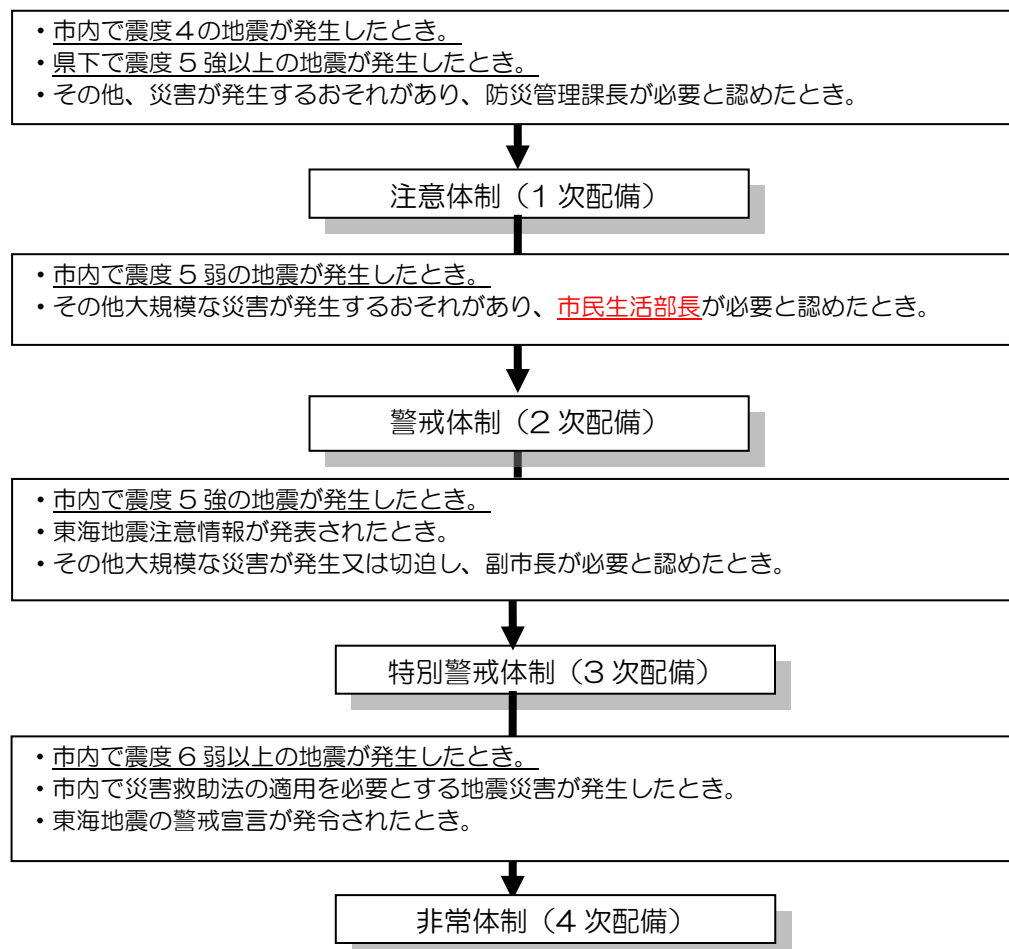 ・市内で震度４の地震が発生したとき。
・県下で震度５強以上の地震が発生したとき。
・その他、災害が発生するおそれがあり、防災管理課長が必要と認めたとき。
注意体制（１次配備）
・市内で震度５弱の地震が発生したとき。
・その他大規模な災害が発生するおそれがあり、市民生活部長が必要と認めたとき。
警戒体制（２次配備）
・市内で震度５強の地震が発生したとき。
・東海地震注意情報が発表されたとき。
・その他大規模な災害が発生又は切迫し、副市長が必要と認めたとき。
特別警戒体制（３次配備）
・市内で震度６弱以上の地震が発生したとき。
・市内で災害救助法の適用を必要とする地震災害が発生したとき。
・東海地震の警戒宣言が発令されたとき。
非常体制（４次配備）